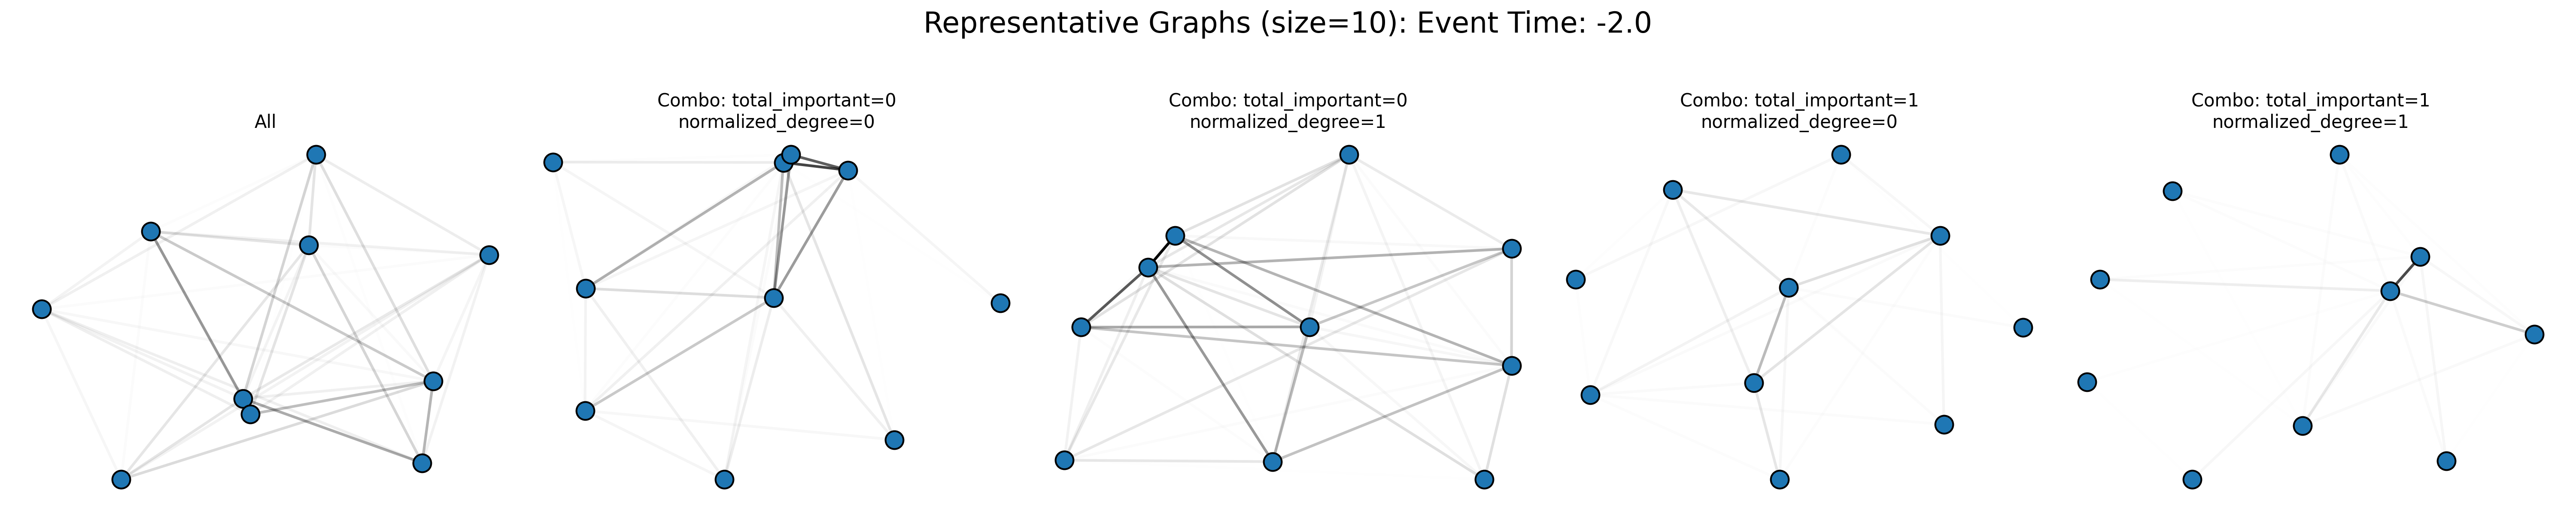 Representative Graphs (size=10): Event Time: -2.0
All
Combo: total_important=0
normalized_degree=0
Combo: total_important=0
normalized_degree=1
Combo: total_important=1
normalized_degree=0
Combo: total_important=1
normalized_degree=1